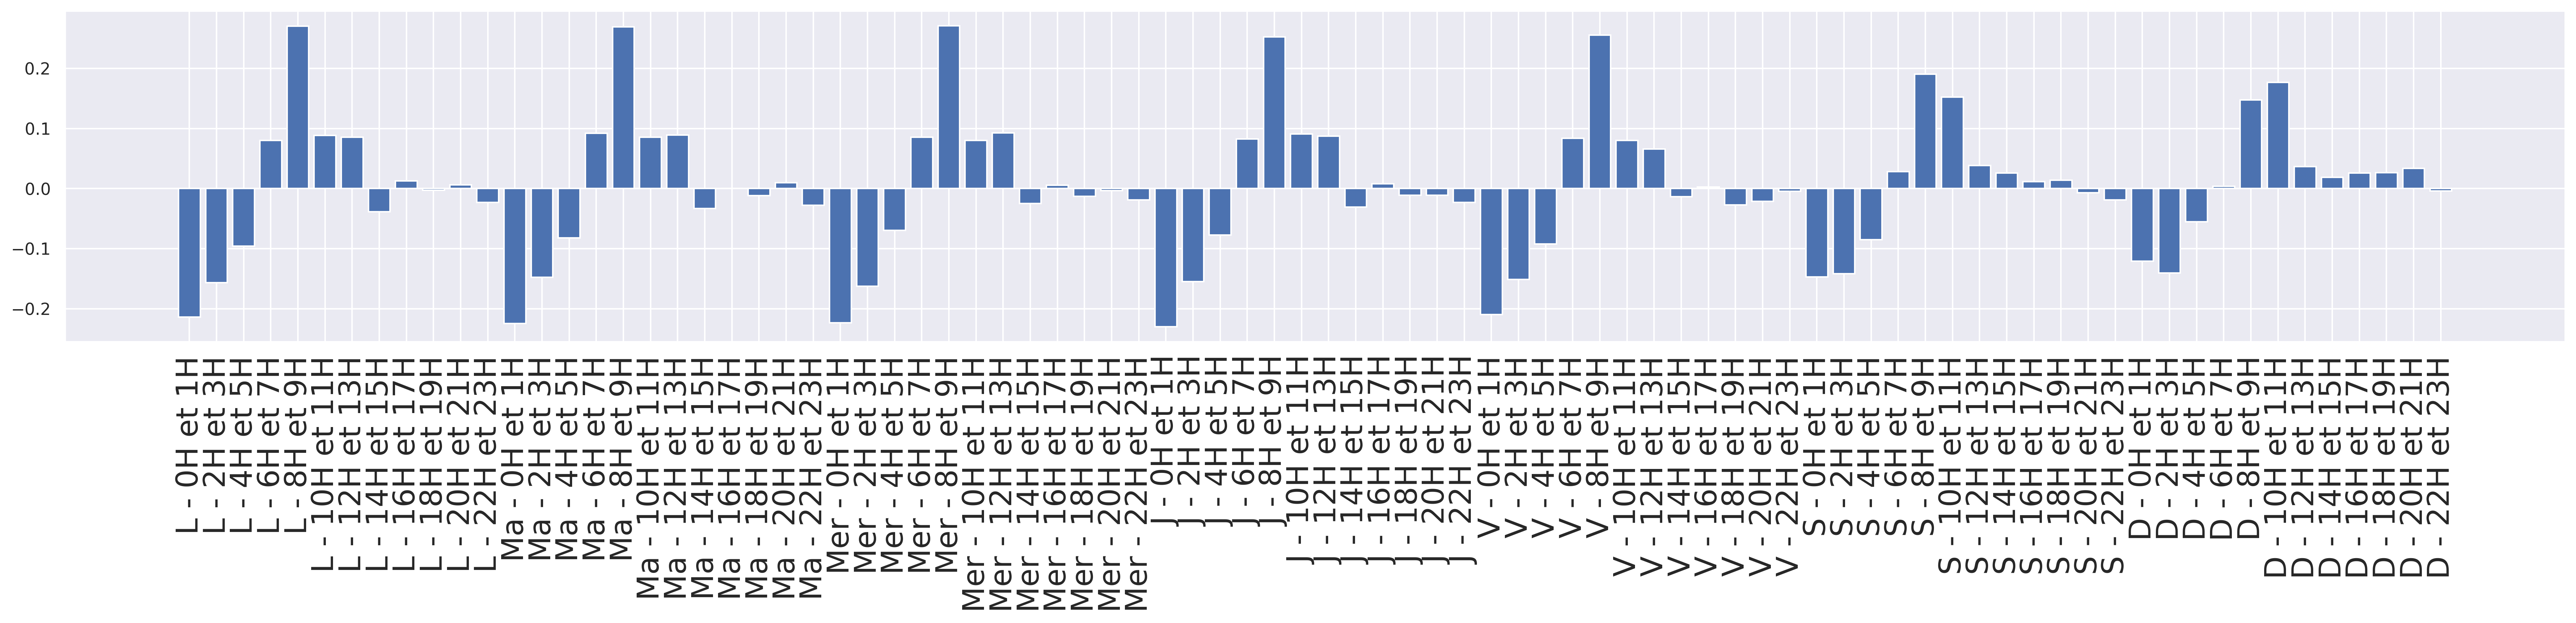 0.2
0.1
0.0
−0.1
−0.2
L - 0H et 1H
L - 2H et 3H
L - 4H et 5H
L - 6H et 7H
L - 8H et 9H
L - 10H et 11H
L - 12H et 13H
L - 14H et 15H
L - 16H et 17H
L - 18H et 19H
L - 20H et 21H
L - 22H et 23H
Ma - 0H et 1H
Ma - 2H et 3H
Ma - 4H et 5H
Ma - 6H et 7H
Ma - 8H et 9H
Ma - 10H et 11H
Ma - 12H et 13H
Ma - 14H et 15H
Ma - 16H et 17H
Ma - 18H et 19H
Ma - 20H et 21H
Ma - 22H et 23H
Mer - 0H et 1H
Mer - 2H et 3H
Mer - 4H et 5H
Mer - 6H et 7H
Mer - 8H et 9H
Mer - 10H et 11H
Mer - 12H et 13H
Mer - 14H et 15H
Mer - 16H et 17H
Mer - 18H et 19H
Mer - 20H et 21H
Mer - 22H et 23H
J - 0H et 1H
J - 2H et 3H
J - 4H et 5H
J - 6H et 7H
J - 8H et 9H
J - 10H et 11H
J - 12H et 13H
J - 14H et 15H
J - 16H et 17H
J - 18H et 19H
J - 20H et 21H
J - 22H et 23H
V - 0H et 1H
V - 2H et 3H
V - 4H et 5H
V - 6H et 7H
V - 8H et 9H
V - 10H et 11H
V - 12H et 13H
V - 14H et 15H
V - 16H et 17H
V - 18H et 19H
V - 20H et 21H
V - 22H et 23H
S - 0H et 1H
S - 2H et 3H
S - 4H et 5H
S - 6H et 7H
S - 8H et 9H
S - 10H et 11H
S - 12H et 13H
S - 14H et 15H
S - 16H et 17H
S - 18H et 19H
S - 20H et 21H
S - 22H et 23H
D - 0H et 1H
D - 2H et 3H
D - 4H et 5H
D - 6H et 7H
D - 8H et 9H
D - 10H et 11H
D - 12H et 13H
D - 14H et 15H
D - 16H et 17H
D - 18H et 19H
D - 20H et 21H
D - 22H et 23H